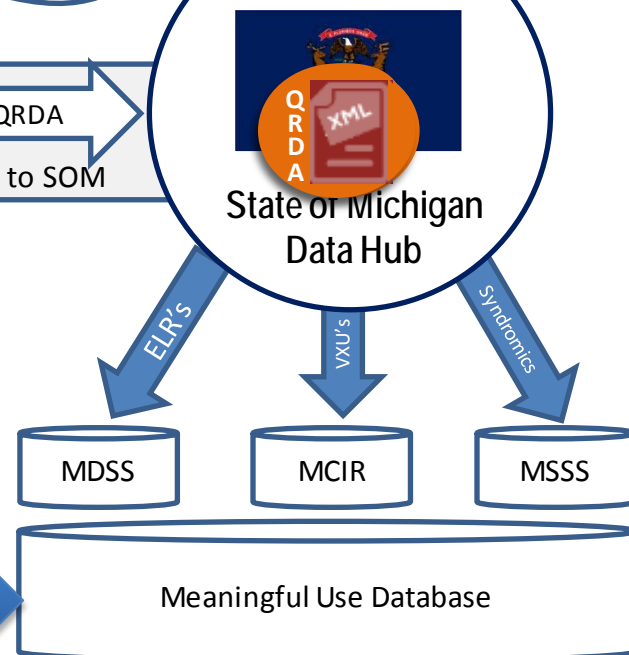 Q
R
D
A
XML
QRDA
to SOM
State of Michigan
Data Hub
ELR's
VXU's
Syndromics
MDSS
MCIR
MSSS
Meaningful Use Database